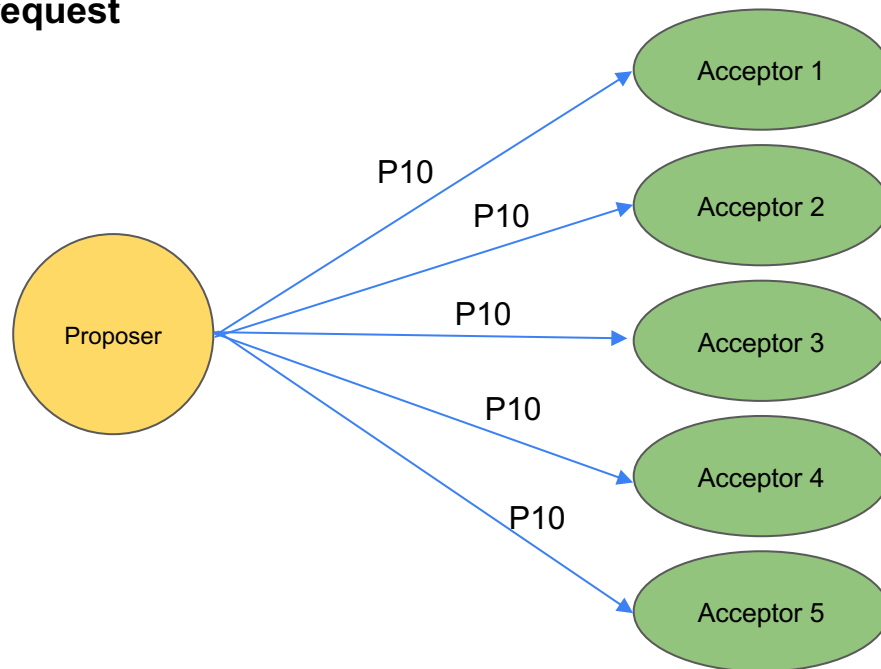 equest
Acceptor 1
P10
Acceptor 2
P10
P10
Proposer
Acceptor 3
P10
Acceptor 4
P10
Acceptor 5